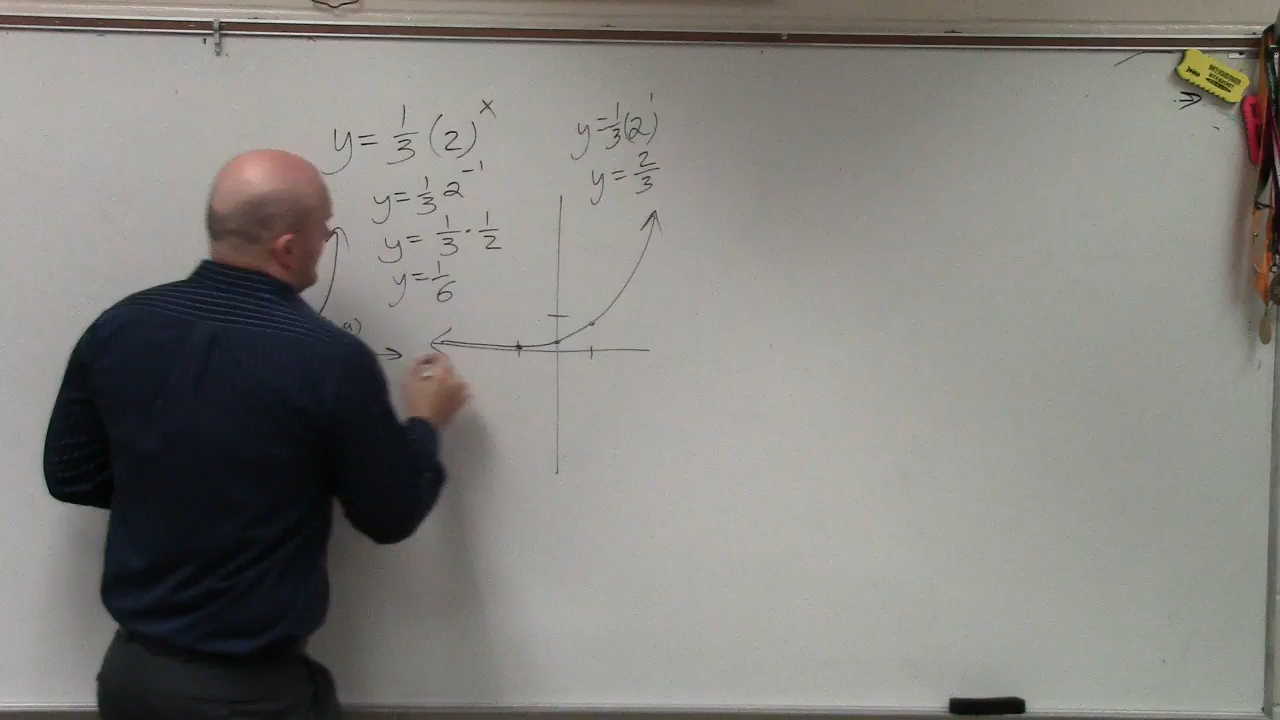 y = 1/3 (2)^x
y = 1/3 2^-1
y = 1/3 · 1/2
y = 1/6
a)
y = 1/3 (2)^1
y = 2/3